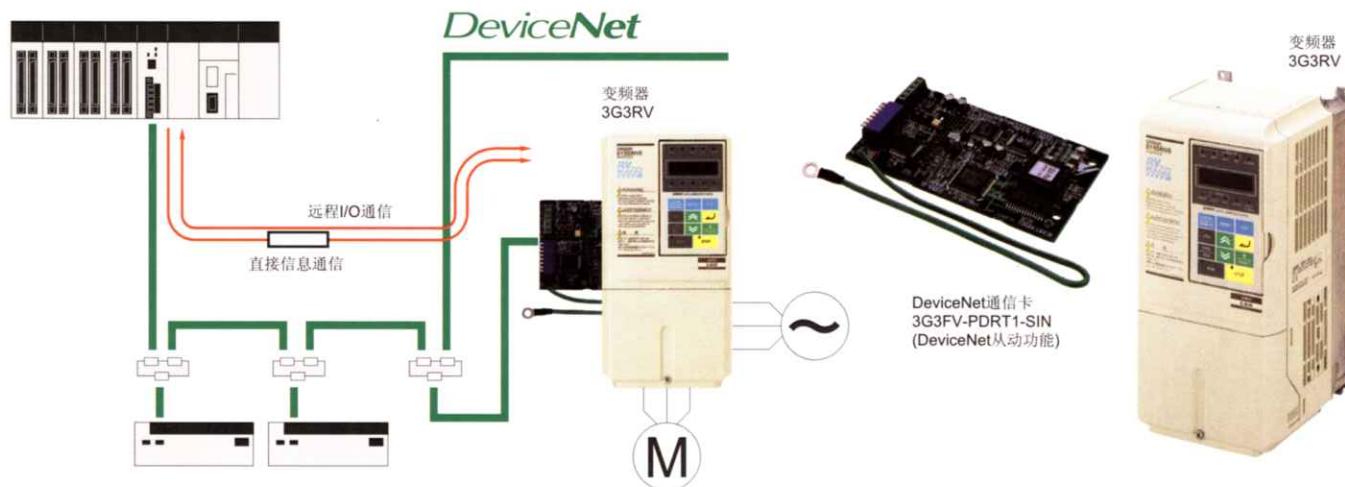 DeviceNet
变频器
3G3RV
远程I/O通信
直接信息通信
M
DeviceNet通信卡
3G3FV-PDRT1-SIN
(DeviceNet从动功能)
变频器
3G3RV